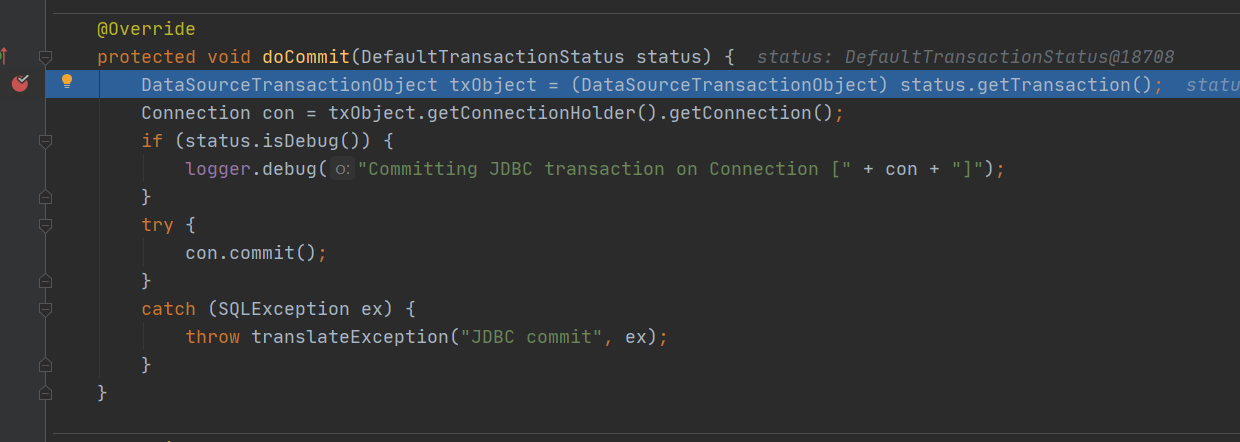 @Override
protected void doCommit(DefaultTransactionStatus status) {  status: DefaultTransactionStatus@18708
DataSourceTransactionObject txObject = (DataSourceTransactionObject) status.getTransaction();  statu
Connection con = txObject.getConnectionHolder().getConnection();
if (status.isDebug()) {
logger.debug( o: "Committing JDBC transaction on Connection [" + con + "]");
}
try {
con.commit();
}
catch (SQLException ex) {
throw translateException("JDBC commit", ex);
}
}